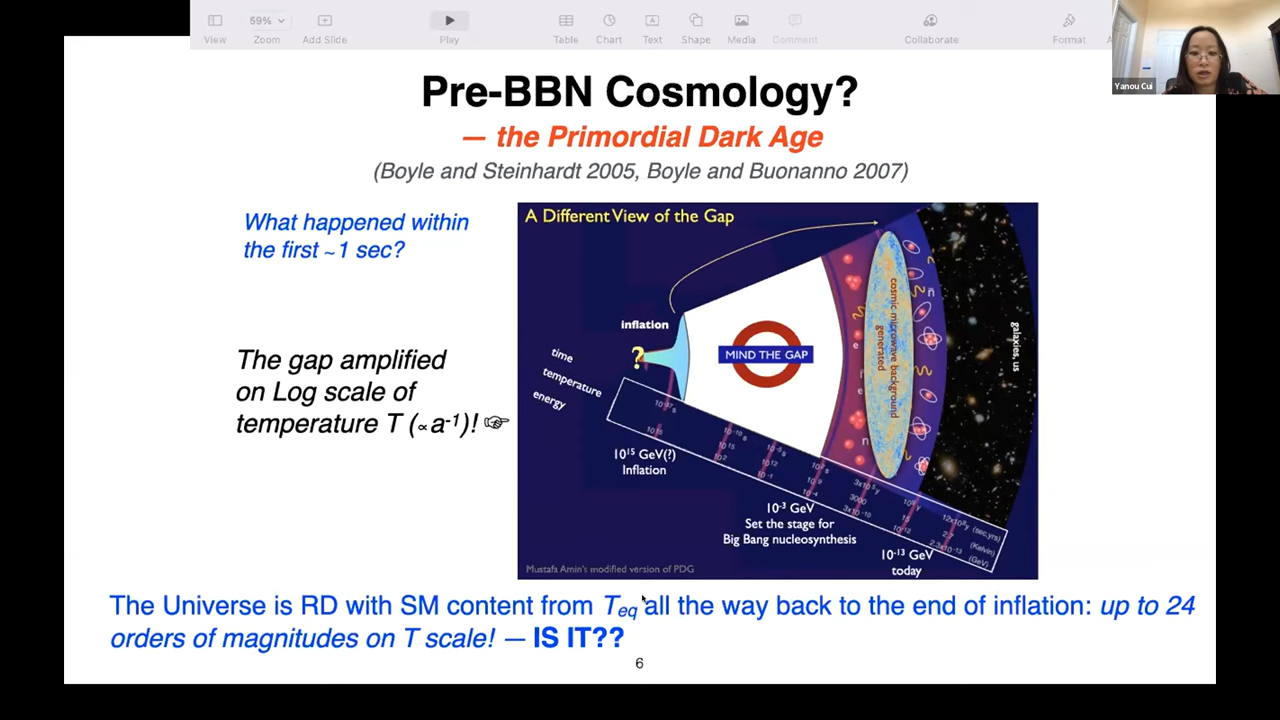 59%
View
Zoom
Add Slide
Play
Table
Chart
Text
Shape
Media
Comment
Collaborate
Format
Yanou Cui
Pre-BBN Cosmology?
— the Primordial Dark Age
(Boyle and Steinhardt 2005, Boyle and Buonanno 2007)
What happened within
the first ~1 sec?
The gap amplified
on Log scale of
temperature T (∝a⁻¹)! ☞
A Different View of the Gap
inflation
?
MIND THE GAP
cosmic microwave background
generated
galaxies, us
n
e
e
n
time
temperature
energy
10¹⁵ GeV(?)
Inflation
10⁻³ GeV
Set the stage for
Big Bang nucleosynthesis
10⁻¹³ GeV
today
(sec,yrs)
(Kelvin)
(GeV)
Mustafa Amin's modified version of PDG
The Universe is RD with SM content from T_eq all the way back to the end of inflation: up to 24
orders of magnitudes on T scale! — IS IT??
6